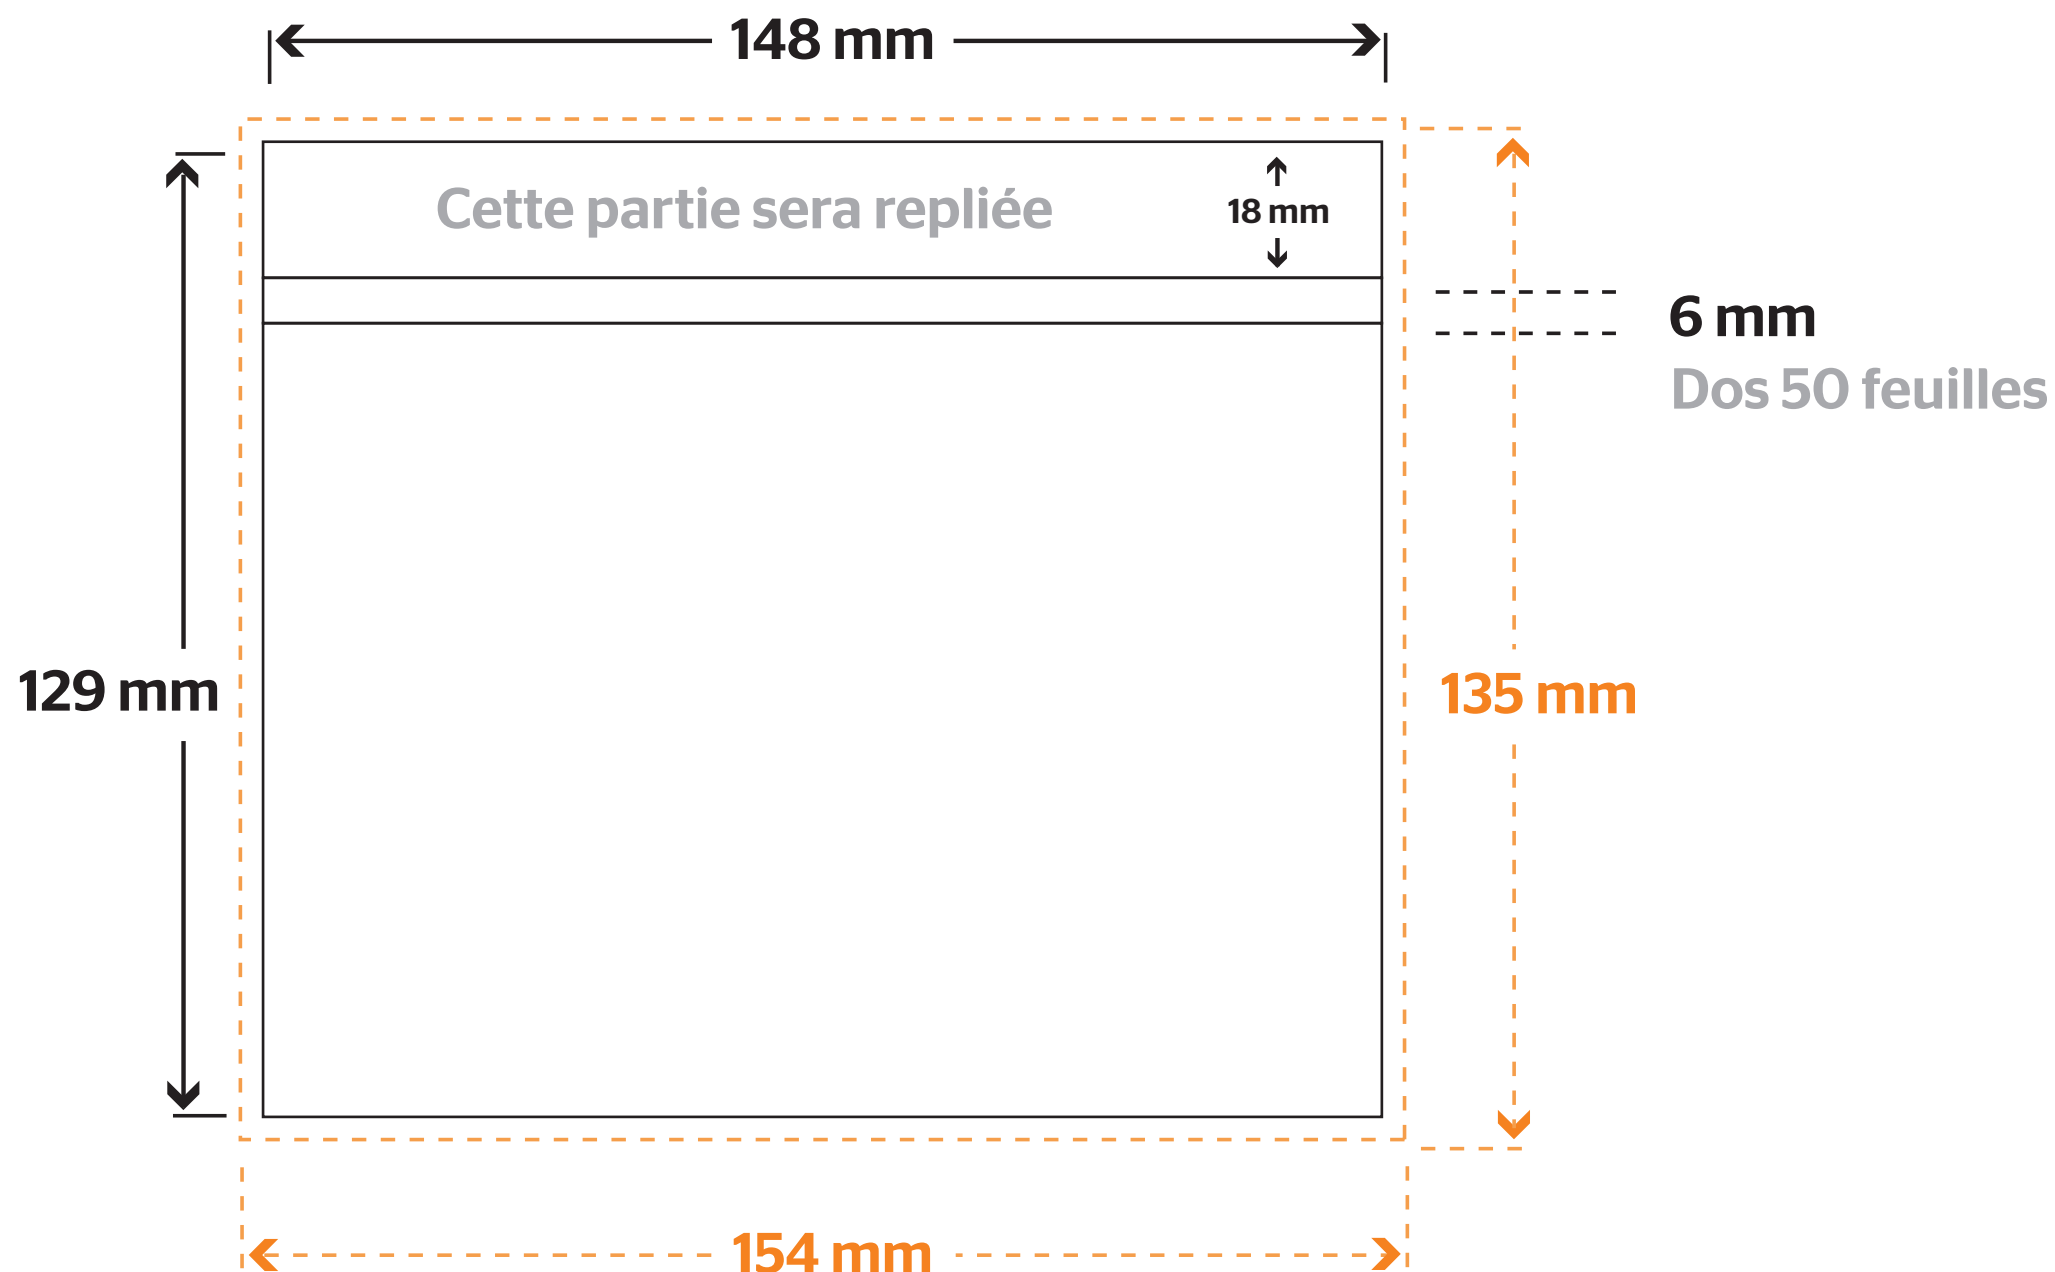 148 mm
Cette partie sera repliée
18 mm
6 mm
Dos 50 feuilles
129 mm
135 mm
154 mm